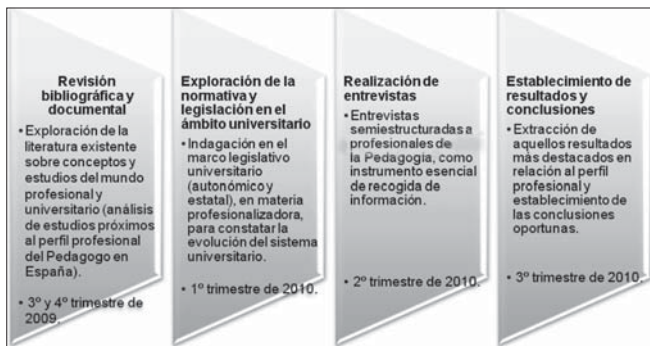 Revisión
bibliográfica y
documental
• Exploración de la
literatura existente
sobre conceptos y
estudios del mundo
profesional y
universitario (análisis
de estudios próximos
al perfil profesional
del Pedagogo en
España).
• 3º y 4º trimestre de
2009.
Exploración de la
normativa y
legislación en el
ámbito universitario
• Indagación en el
marco legislativo
universitario
(autonómico y
estatal), en materia
profesionalizadora,
para constatar la
evolución del sistema
universitario.
• 1º trimestre de 2010.
Realización de
entrevistas
• Entrevistas
semiestructuradas a
profesionales de
la Pedagogía, como
instrumento esencial
de recogida de
información.
• 2º trimestre de 2010.
Establecimiento de
resultados y
conclusiones
• Extracción de
aquellos resultados
más destacados en
relación al perfil
profesional y
establecimiento de
las conclusiones
oportunas.
• 3º trimestre de 2010.